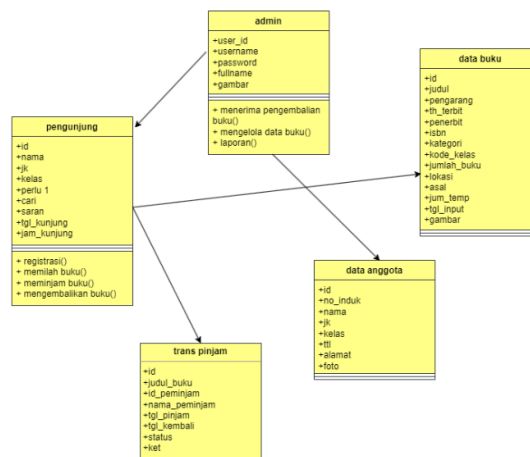 admin
+user_id
+username
+password
+fullname
+gambar
+ menerima pengembalian
buku()
+mengelola data buku()
+ laporan()
data buku
+id
+judul
+pengarang
+th_terbit
+penerbit
+isbn
+kategori
+kode_kelas
+jumlah_buku
+lokasi
+asal
+jum_temp
+tgl_input
+gambar
pengunjung
+id
+nama
+jk
+kelas
+perlu 1
+cari
+saran
+tgl_kunjung
+jam_kunjung
+ registrasi()
+ memilah buku()
+ meminjam buku()
+ mengembalikan buku()
data anggota
+id
+no_induk
+nama
+jk
+kelas
+ttl
+alamat
+foto
trans pinjam
+id
+judul_buku
+id_peminjam
+nama_peminjam
+tgl_pinjam
+tgl_kembali
+status
+ket